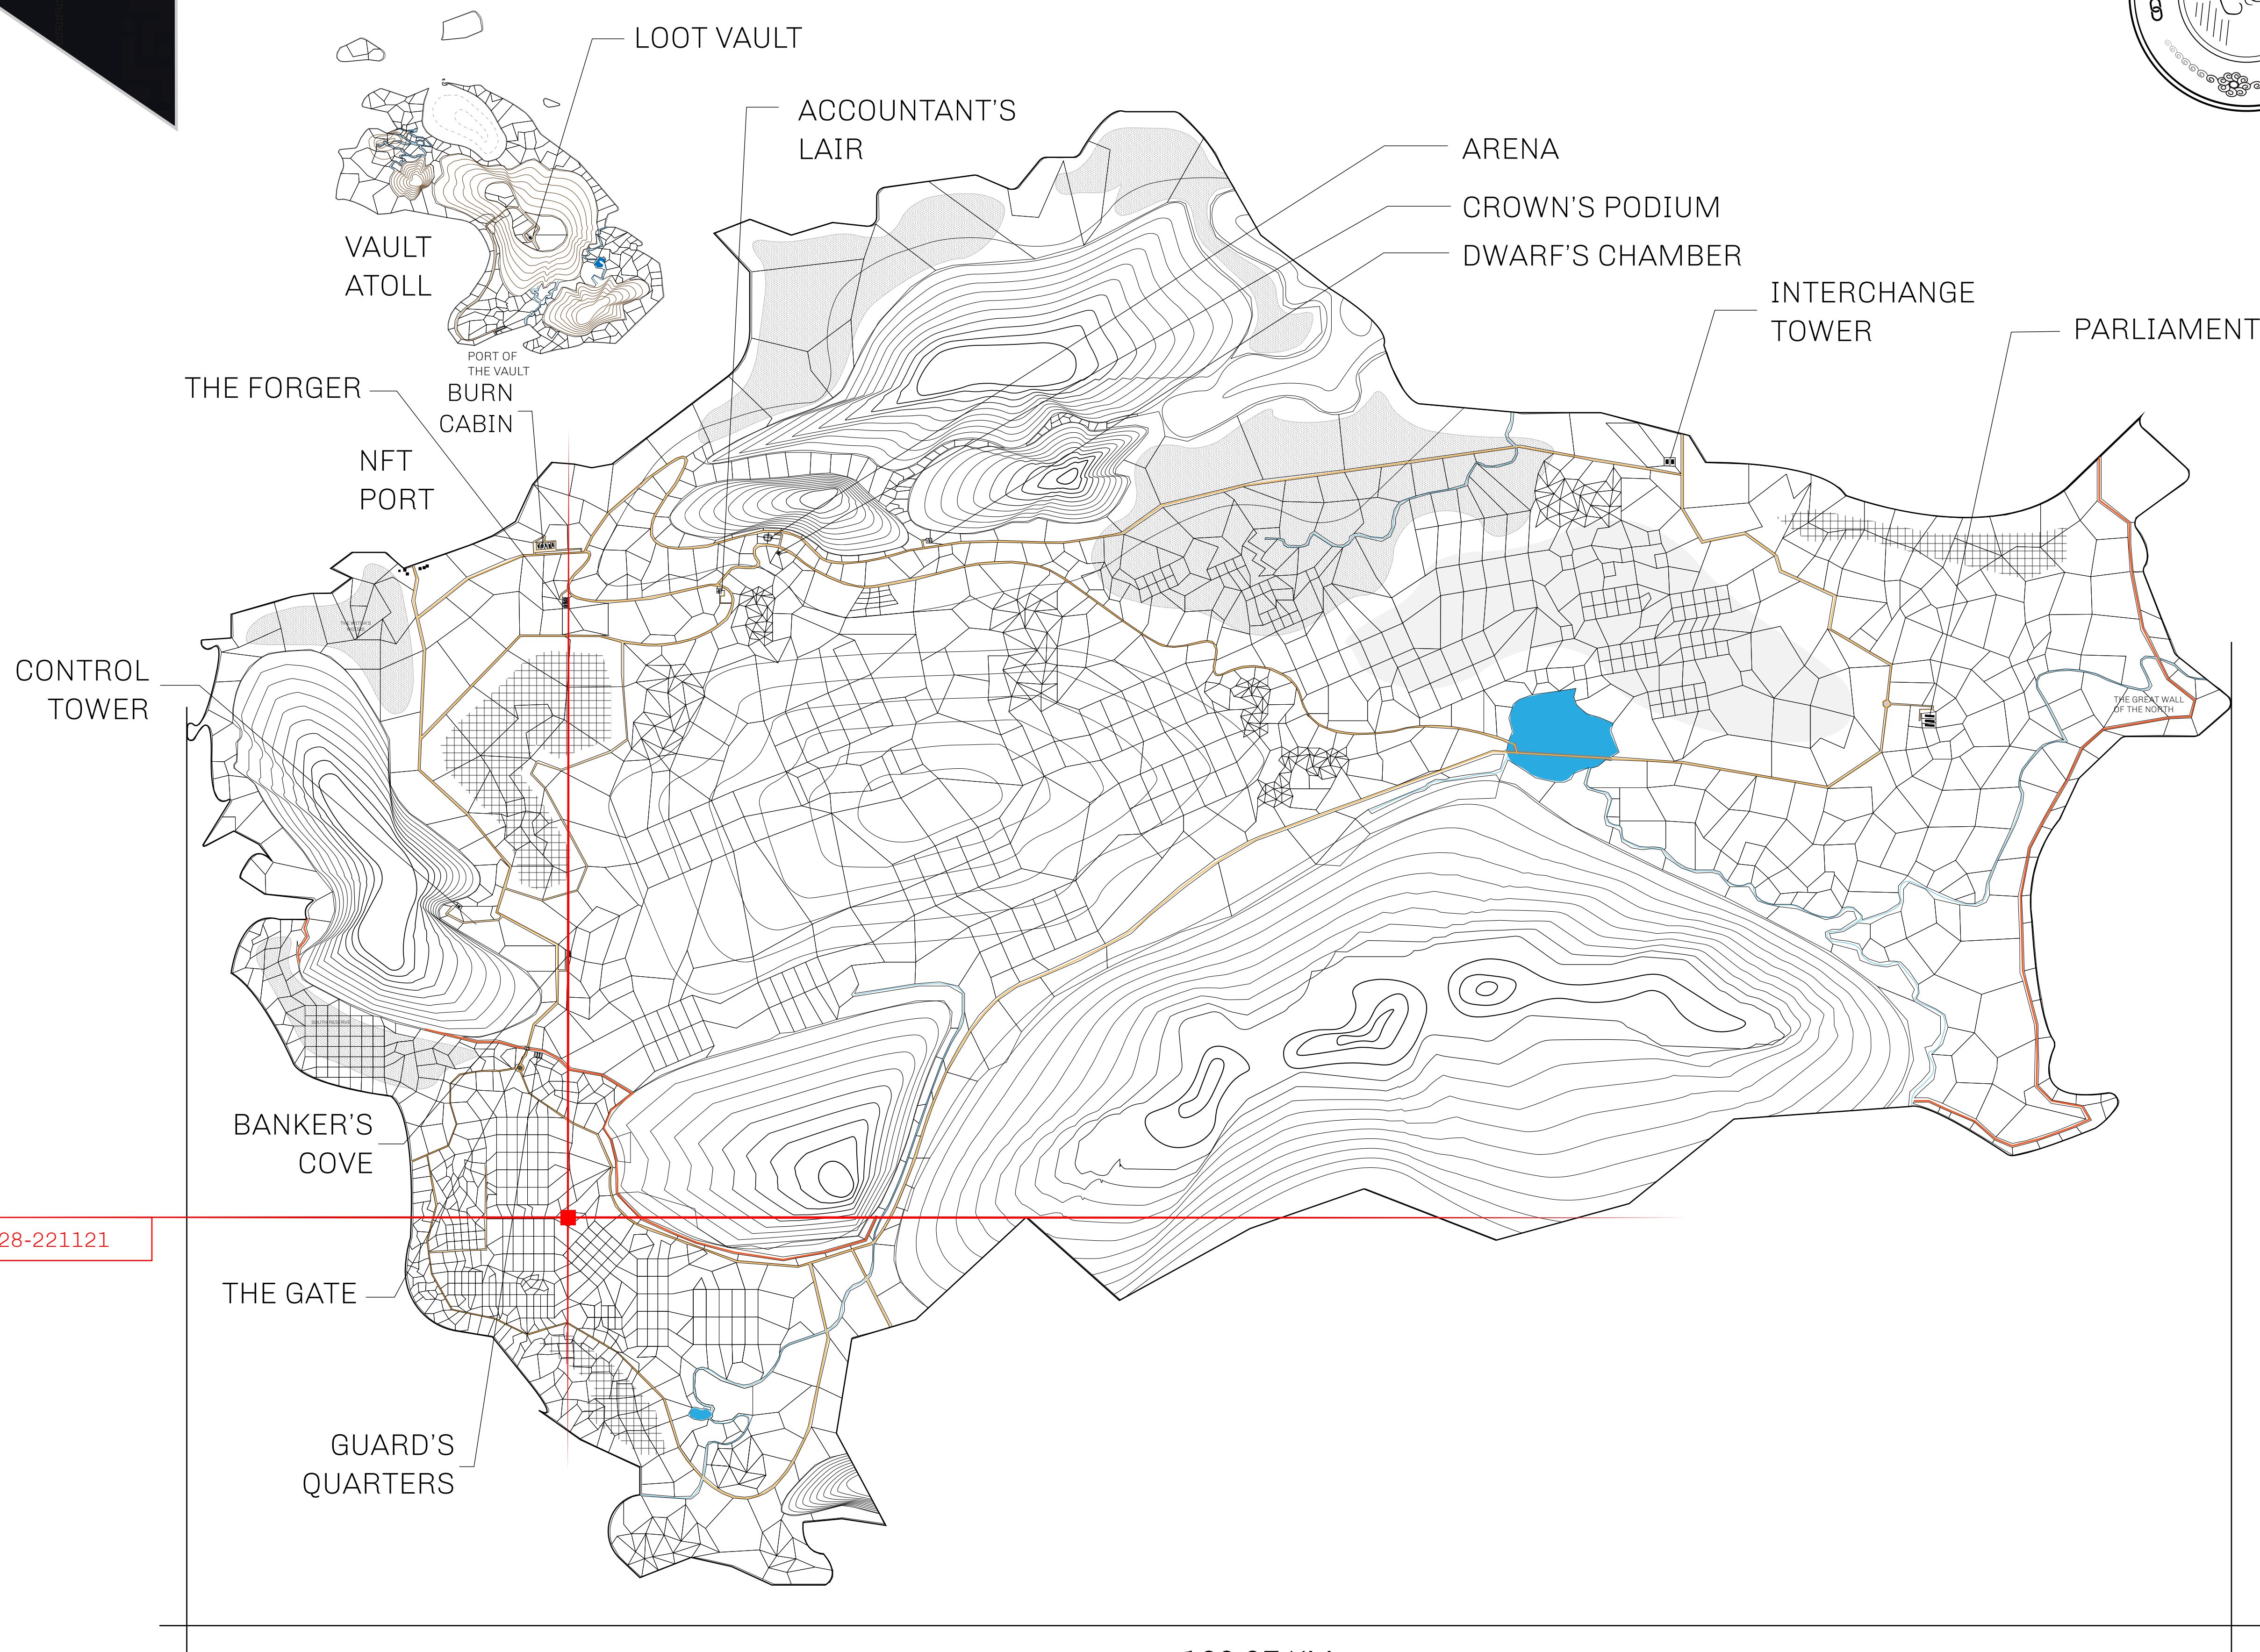 LOOT VAULT
ACCOUNTANT'S
LAIR
ARENA
CROWN'S PODIUM
DWARF'S CHAMBER
INTERCHANGE
TOWER
PARLIAMENT
VAULT
ATOLL
PORT OF
THE VAULT
THE FORGER
BURN
CABIN
NFT
PORT
CONTROL
TOWER
THE GREAT WALL
OF THE NORTH
SOUTH RESERVE
BANKER'S
COVE
28-221121
THE GATE
GUARD'S
QUARTERS